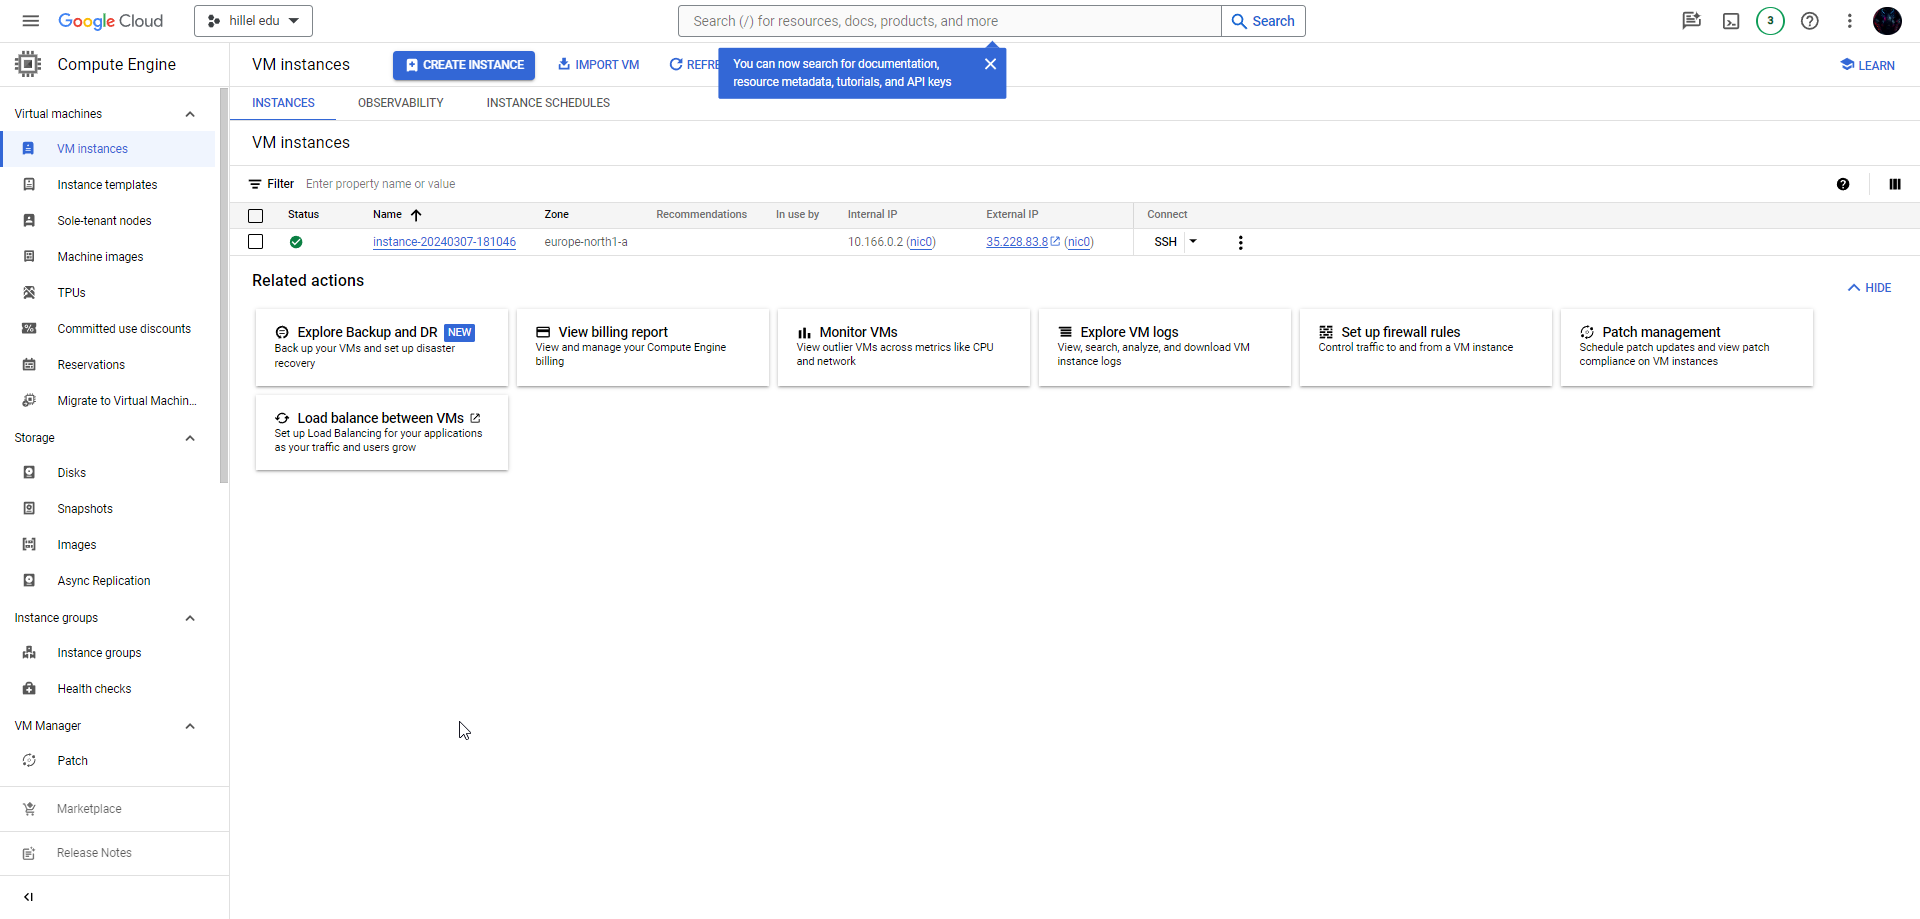 Google Cloud
hillel edu
Search (/) for resources, docs, products, and more
Search
3
Compute Engine
VM instances
CREATE INSTANCE
IMPORT VM
REFRE
You can now search for documentation,
resource metadata, tutorials, and API keys
LEARN
INSTANCES
OBSERVABILITY
INSTANCE SCHEDULES
Virtual machines
VM instances
Instance templates
Sole-tenant nodes
Machine images
TPUs
Committed use discounts
Reservations
Migrate to Virtual Machin...
Storage
Disks
Snapshots
Images
Async Replication
Instance groups
Instance groups
Health checks
VM Manager
Patch
Marketplace
Release Notes
VM instances
Filter Enter property name or value
Status Name Zone Recommendations In use by Internal IP External IP Connect
instance-20240307-181046 europe-north1-a 10.166.0.2 (nic0) 35.228.83.8 (nic0) SSH
Related actions
HIDE
Explore Backup and DR NEW
Back up your VMs and set up disaster
recovery
View billing report
View and manage your Compute Engine
billing
Monitor VMs
View outlier VMs across metrics like CPU
and network
Explore VM logs
View, search, analyze, and download VM
instance logs
Set up firewall rules
Control traffic to and from a VM instance
Patch management
Schedule patch updates and view patch
compliance on VM instances
Load balance between VMs
Set up Load Balancing for your applications
as your traffic and users grow